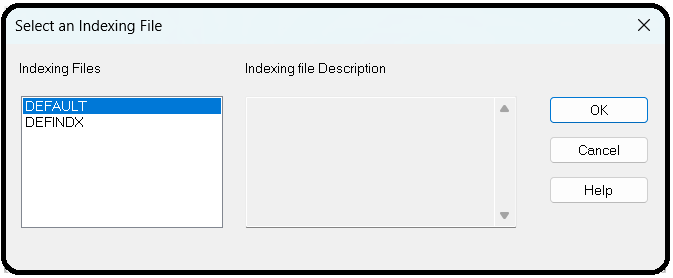 Select an Indexing File
Indexing Files
Indexing file Description
DEFAULT
DEFINDX
OK
Cancel
Help